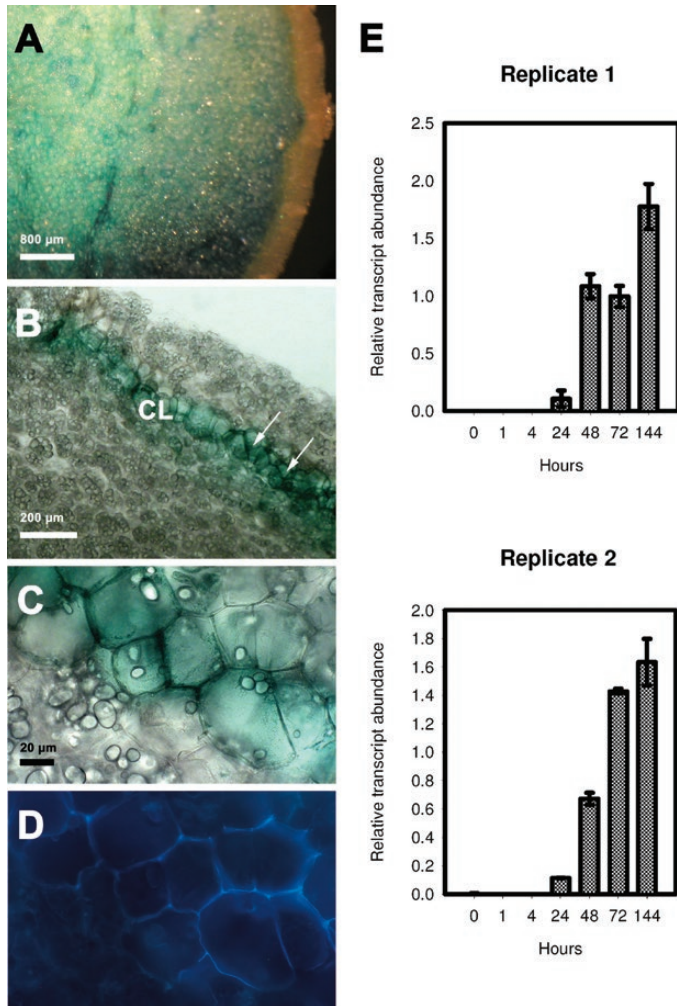 A
800 µm
B
CL
200 µm
C
20 µm
D
E
Replicate 1
Relative transcript abundance
2.5
2.0
1.5
1.0
0.5
0.0
0 1 4 24 48 72 144
Hours
Replicate 2
Relative transcript abundance
2.0
1.8
1.6
1.4
1.2
1.0
0.8
0.6
0.4
0.2
0.0
0 1 4 24 48 72 144
Hours